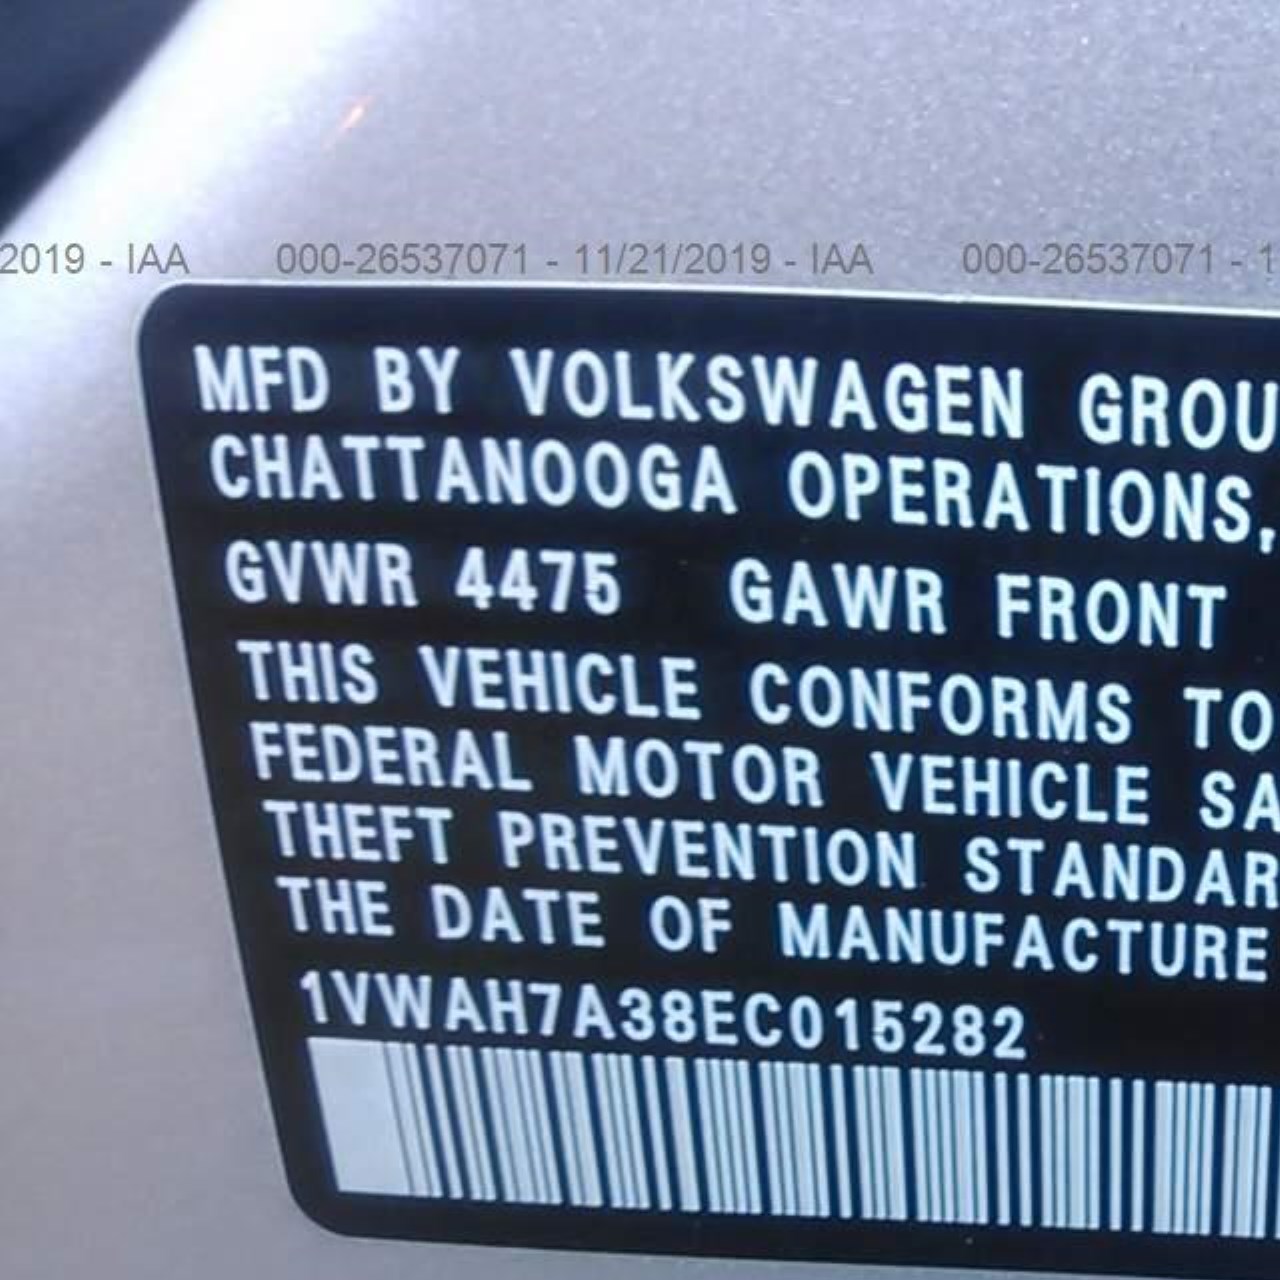 2019 - IAA 000-26537071 - 11/21/2019 - IAA 000-26537071 - 1
MFD BY VOLKSWAGEN GROU
CHATTANOOGA OPERATIONS,
GVWR 4475 GAWR FRONT
THIS VEHICLE CONFORMS TO
FEDERAL MOTOR VEHICLE SA
THEFT PREVENTION STANDAR
THE DATE OF MANUFACTURE
1VWAH7A38EC015282